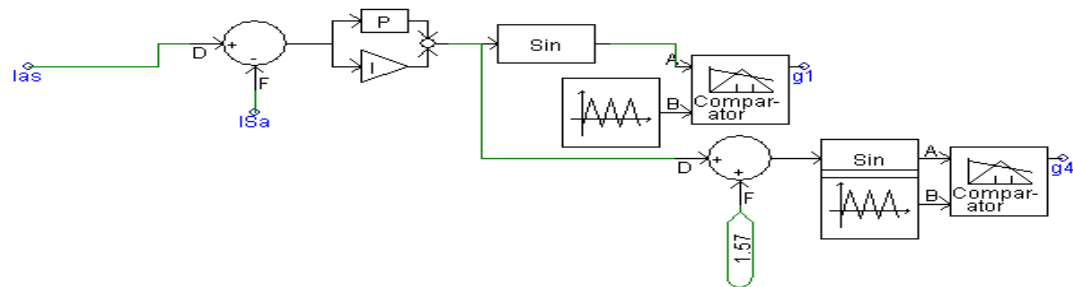 Ias
D
+
-
F
ISa
P
I
Sin
A
B
Compar-
ator
g1
D
+
+
F
1.57
Sin
A
B
Compar-
ator
g4